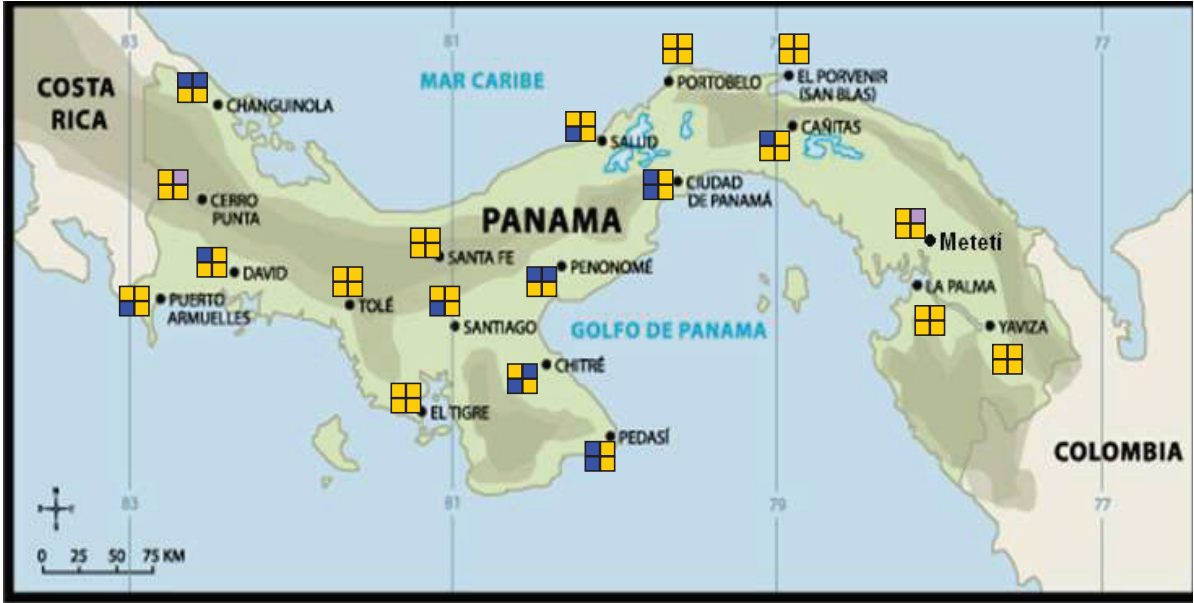 83
81
79
77
COSTA
RICA
MAR CARIBE
PORTOBELO
EL PORVENIR
(SAN BLAS)
CHANGUINOLA
SALUD
CAÑITAS
CERRO
PUNTA
CIUDAD
DE PANAMÁ
PANAMA
Metetí
SANTA FE
PENONOMÉ
DAVID
LA PALMA
PUERTO
ARMUELLES
TOLÉ
SANTIAGO
GOLFO DE PANAMA
YAVIZA
CHITRÉ
EL TIGRE
PEDASÍ
COLOMBIA
83
81
79
77
0 25 50 75 KM